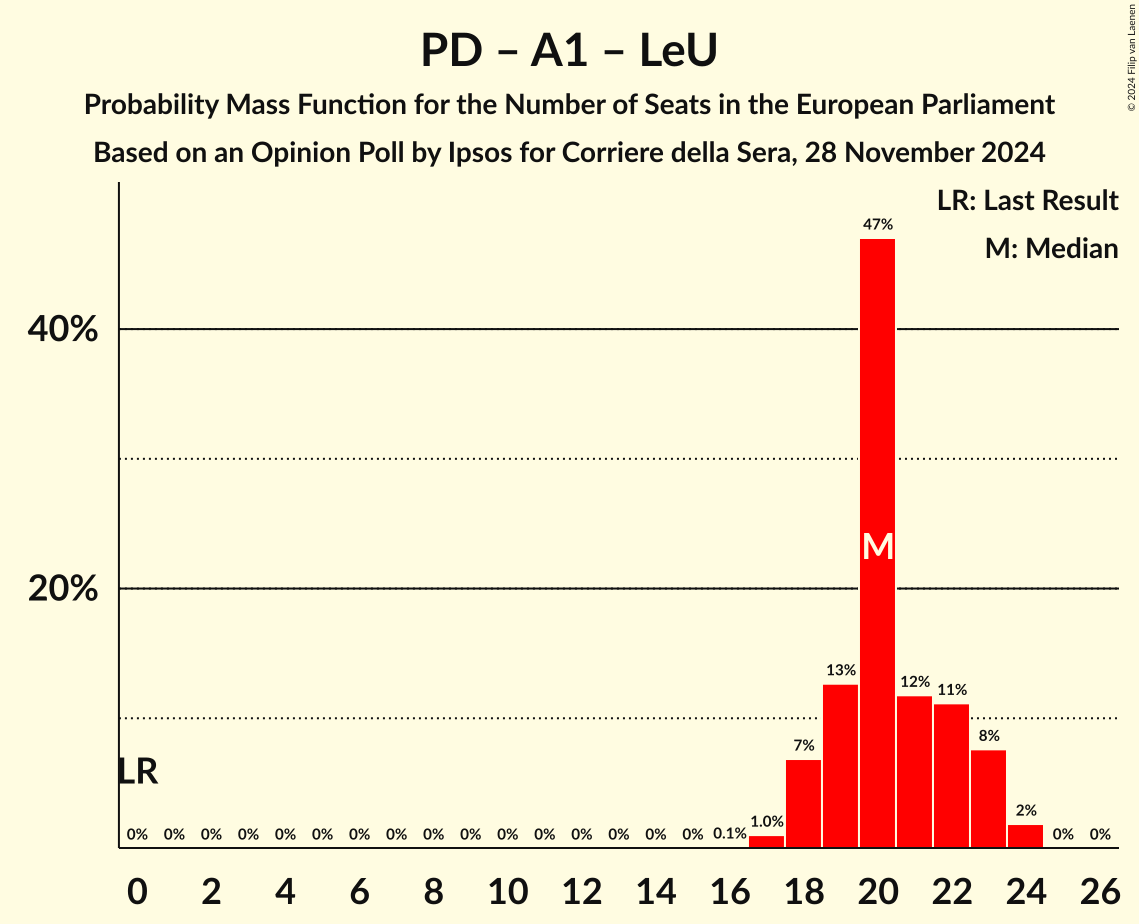 PD – A1 – LeU
Probability Mass Function for the Number of Seats in the European Parliament
Based on an Opinion Poll by Ipsos for Corriere della Sera, 28 November 2024
© 2024 Filip van Laenen
LR: Last Result
M: Median
47%
40%
M
20%
13%
12%
11%
8%
7%
LR
2%
1.0%
0% 0% 0% 0% 0% 0% 0% 0% 0% 0% 0% 0% 0% 0% 0% 0% 0.1% 0% 0%
0 2 4 6 8 10 12 14 16 18 20 22 24 26